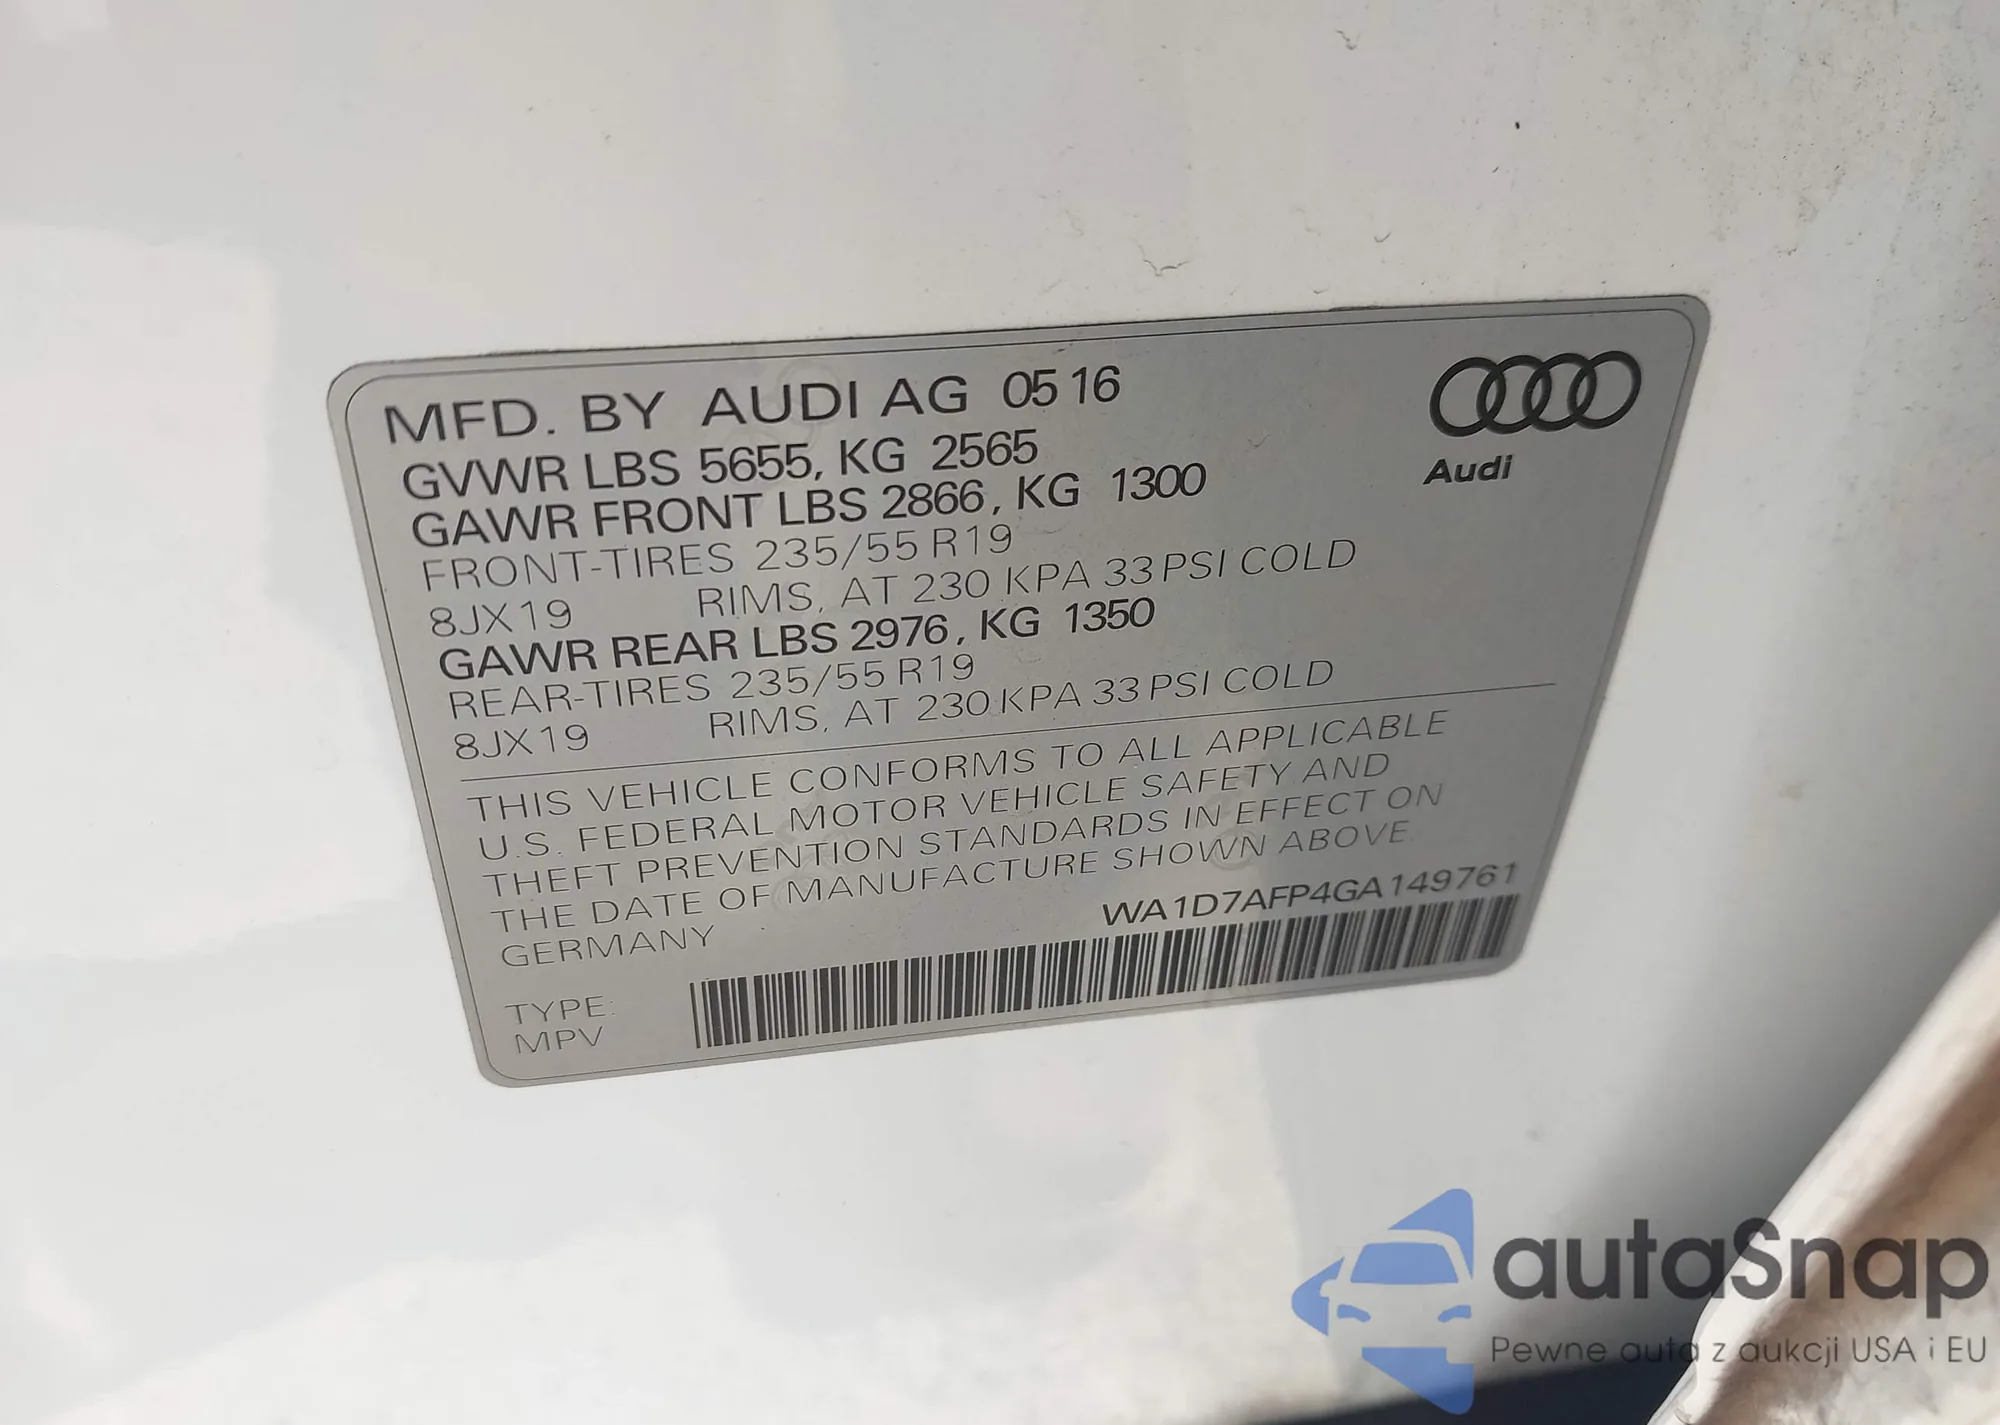 MFD. BY AUDI AG 05 16
GVWR LBS 5655, KG 2565
GAWR FRONT LBS 2866, KG 1300
FRONT-TIRES 235/55 R19
8JX19 RIMS, AT 230 KPA 33 PSI COLD
GAWR REAR LBS 2976, KG 1350
REAR-TIRES 235/55 R19
8JX19 RIMS, AT 230 KPA 33 PSI COLD
Audi
THIS VEHICLE CONFORMS TO ALL APPLICABLE
U.S. FEDERAL MOTOR VEHICLE SAFETY AND
THEFT PREVENTION STANDARDS IN EFFECT ON
THE DATE OF MANUFACTURE SHOWN ABOVE.
GERMANY
WA1D7AFP4GA149761
TYPE:
MPV
autaSnap
Pewne auta z aukcji USA i EU